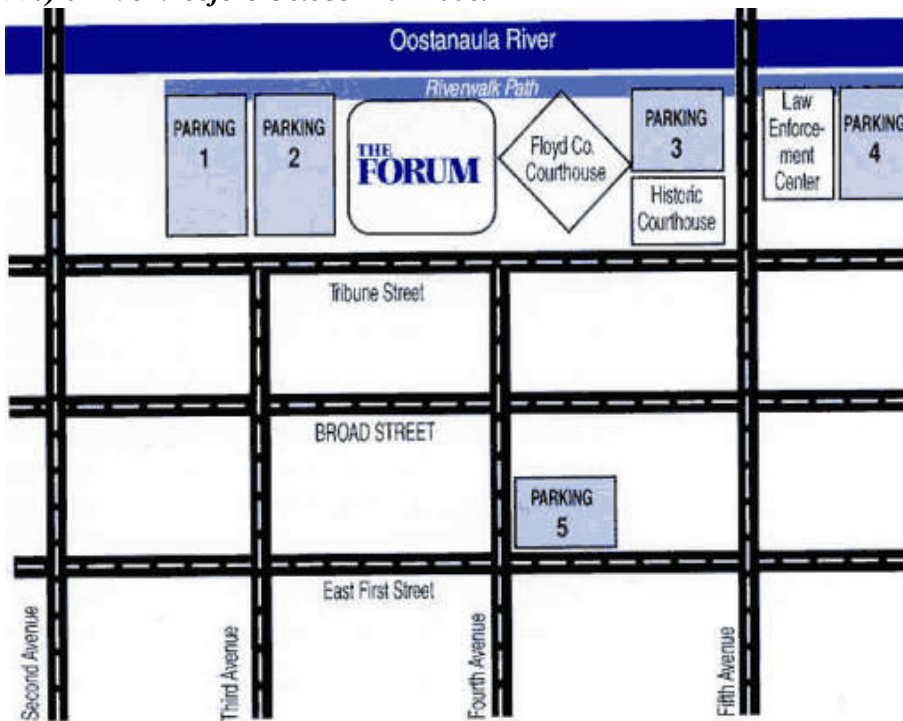 Oostanaula River
Riverwalk Path
PARKING
1
PARKING
2
THE
FORUM
Floyd Co.
Courthouse
PARKING
3
Historic
Courthouse
Law
Enforce-
ment
Center
PARKING
4
Tribune Street
BROAD STREET
PARKING
5
East First Street
Second Avenue
Third Avenue
Fourth Avenue
Fifth Avenue